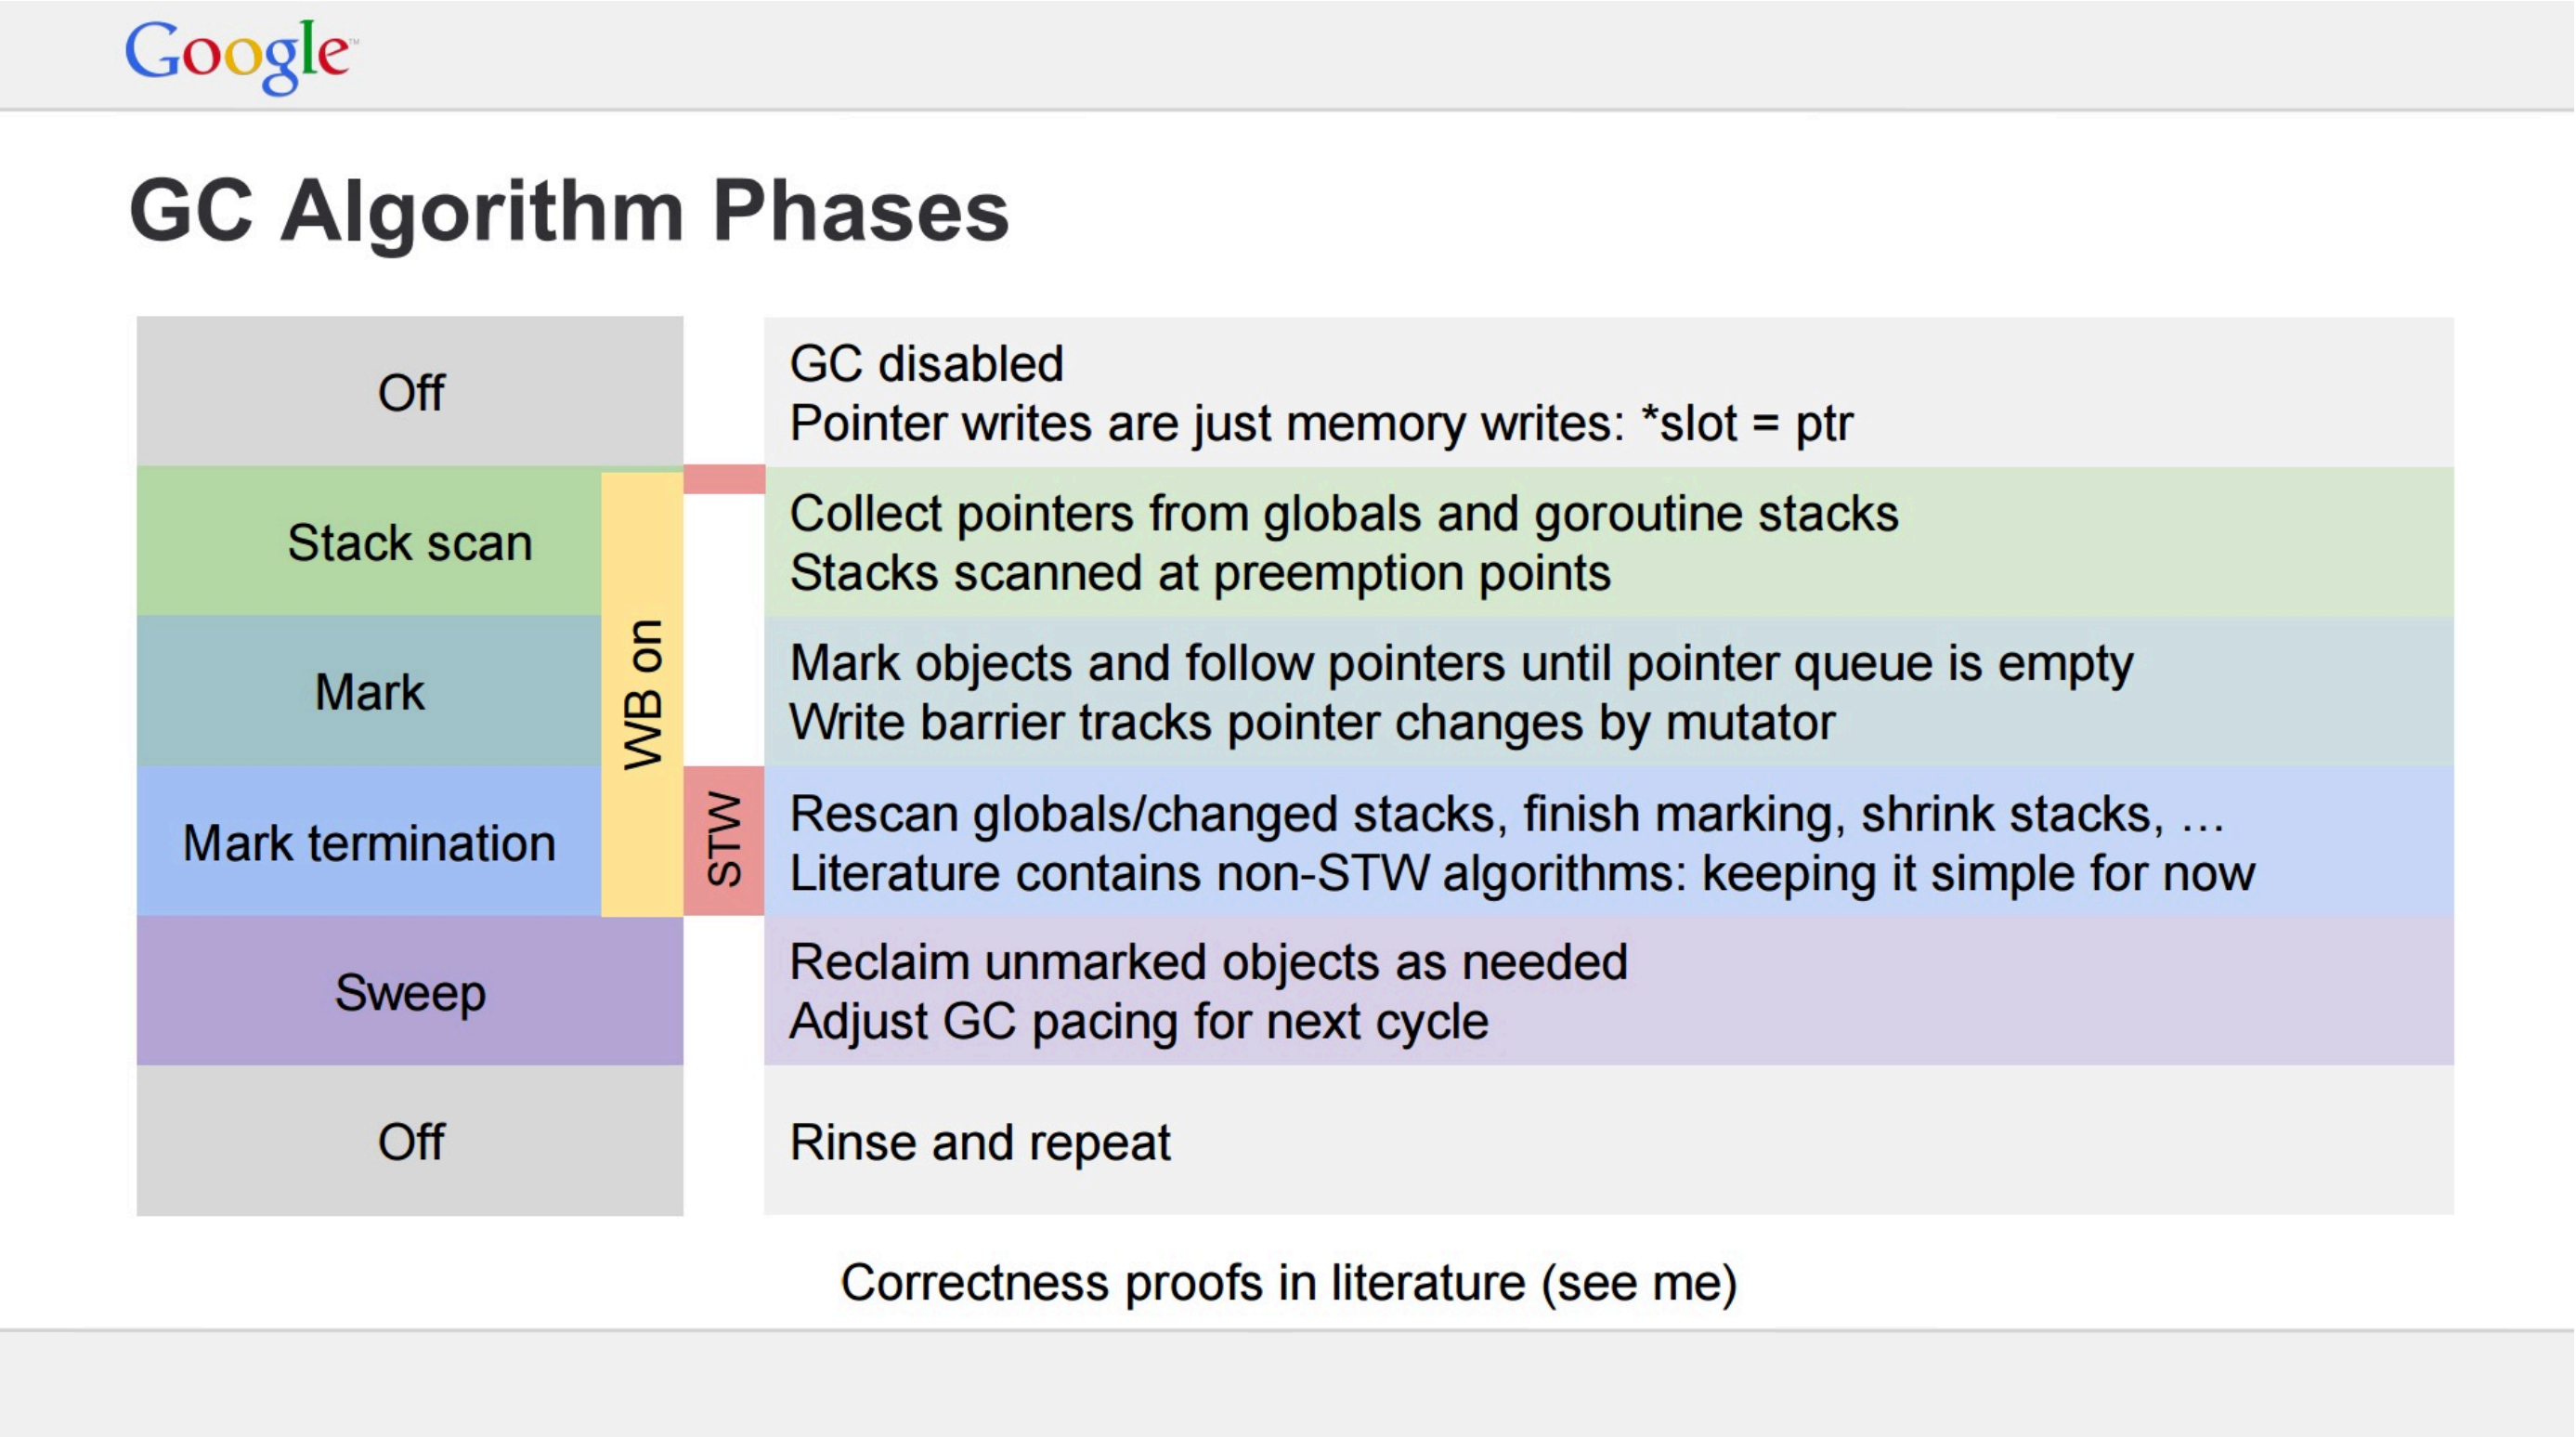 Google™
GC Algorithm Phases
Off
GC disabled
Pointer writes are just memory writes: *slot = ptr
Stack scan
Collect pointers from globals and goroutine stacks
Stacks scanned at preemption points
WB on
Mark
Mark objects and follow pointers until pointer queue is empty
Write barrier tracks pointer changes by mutator
Mark termination
STW
Rescan globals/changed stacks, finish marking, shrink stacks, …
Literature contains non-STW algorithms: keeping it simple for now
Sweep
Reclaim unmarked objects as needed
Adjust GC pacing for next cycle
Off
Rinse and repeat
Correctness proofs in literature (see me)